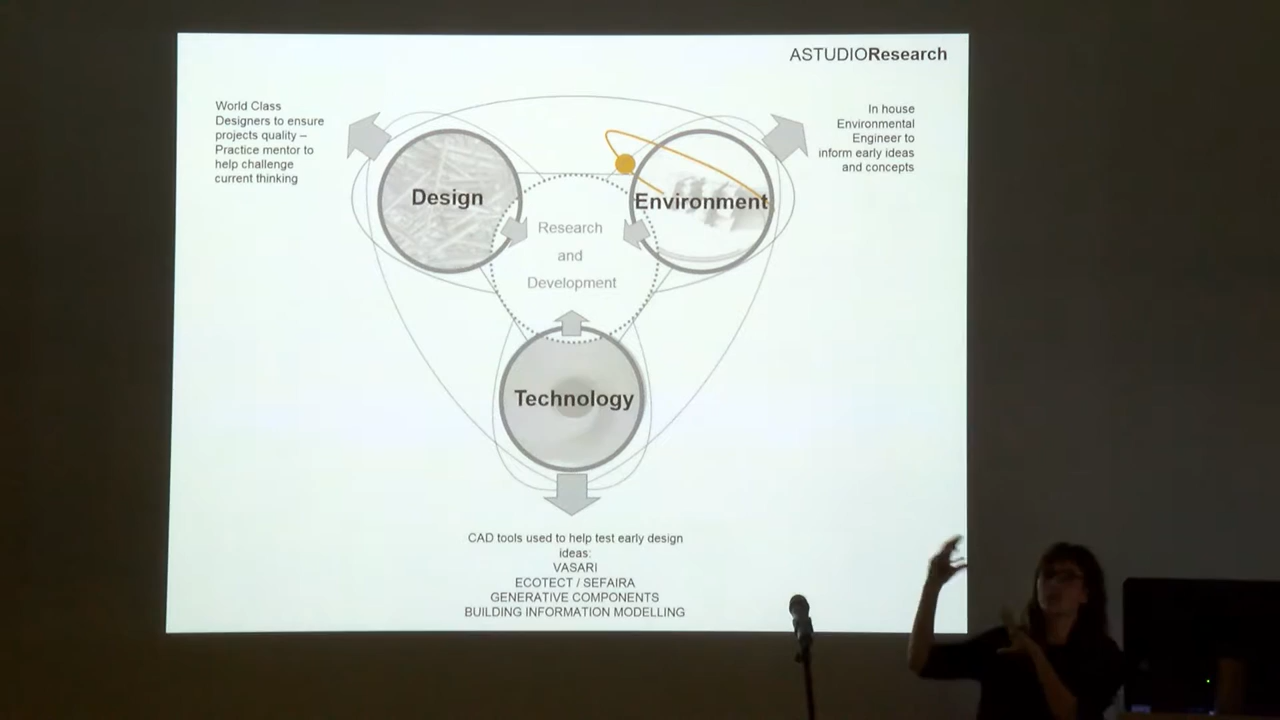 ASTUDIOResearch
World Class
Designers to ensure
projects quality –
Practice mentor to
help challenge
current thinking
In house
Environmental
Engineer to
inform early ideas
and concepts
Design
Environment
Research
and
Development
Technology
CAD tools used to help test early design
ideas:
VASARI
ECOTECT / SEFAIRA
GENERATIVE COMPONENTS
BUILDING INFORMATION MODELLING